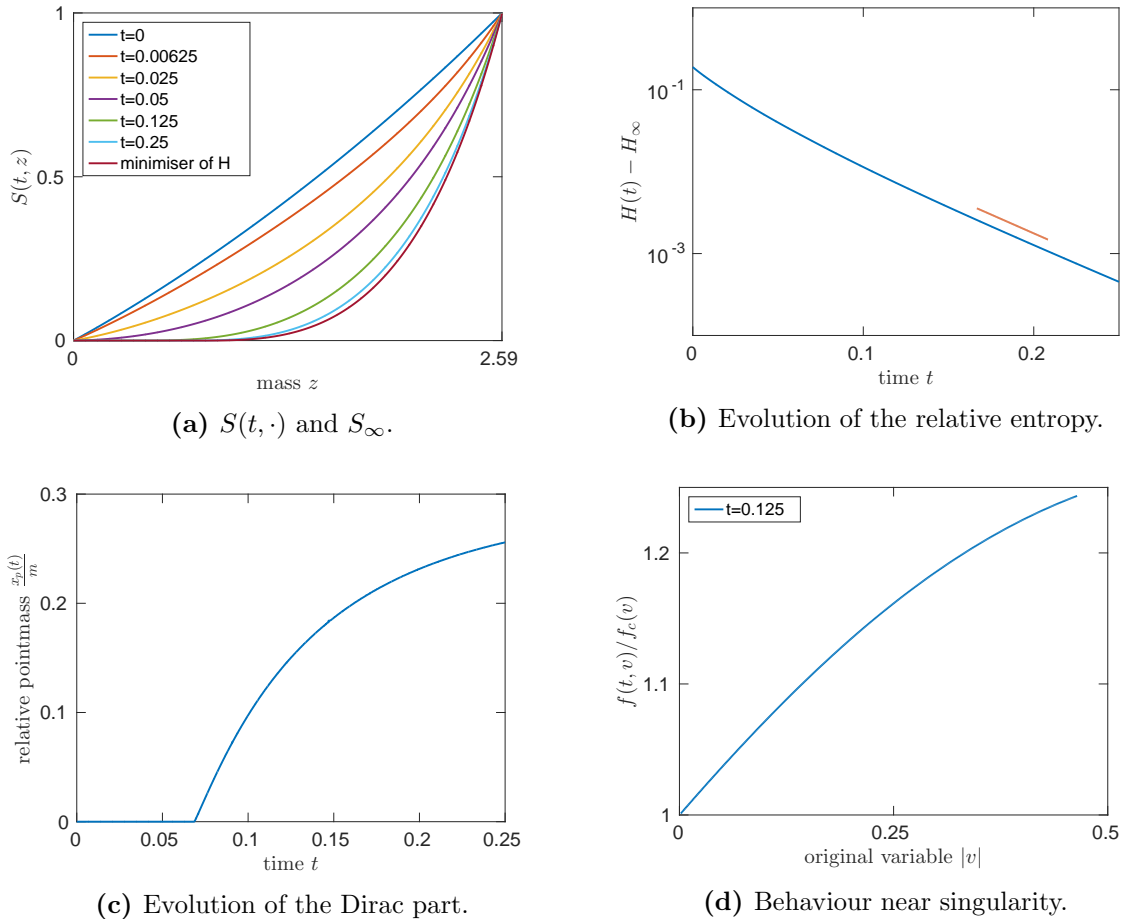 1
t=0
t=0.00625
t=0.025
t=0.05
t=0.125
t=0.25
minimiser of H
S(t, z)
0.5
0
0
2.59
mass z
(a) S(t, ·) and S∞.
10⁻¹
H(t) − H∞
10⁻³
0
0.1
0.2
time t
(b) Evolution of the relative entropy.
0.3
0.2
relative pointmass xₚ(t)/m
0.1
0
0
0.05
0.1
0.15
0.2
0.25
time t
(c) Evolution of the Dirac part.
t=0.125
1.2
f(t, v)/f_c(v)
1.1
1
0
0.25
0.5
original variable |v|
(d) Behaviour near singularity.